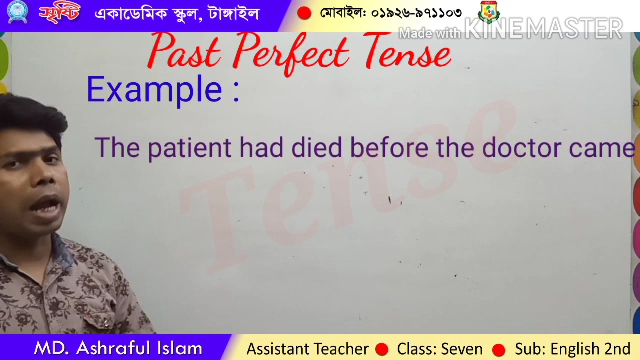 সৃষ্টি একাডেমিক স্কুল, টাঙ্গাইল ● মোবাইল: ০১৯২৬-৯৭১১০৩
Made with KINEMASTER
Past Perfect Tense
Example :
The patient had died before the doctor came
Tense
MD. Ashraful Islam Assistant Teacher ● Class: Seven ● Sub: English 2nd